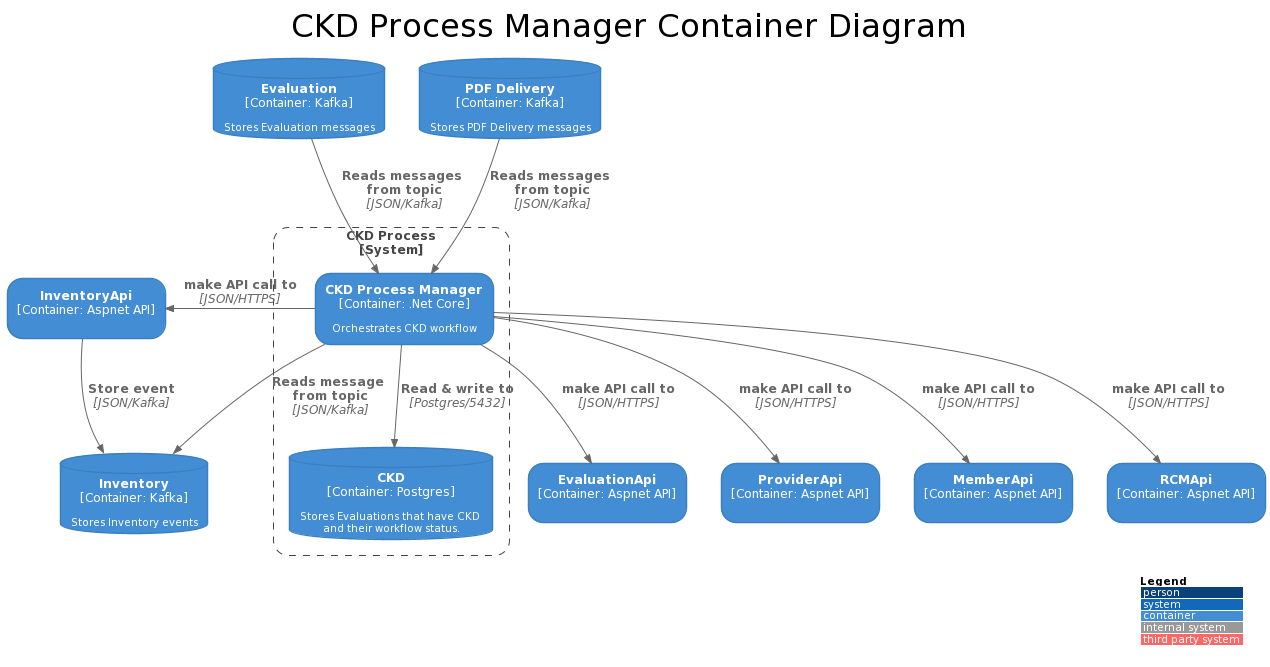 CKD Process Manager Container Diagram
Evaluation
[Container: Kafka]
Stores Evaluation messages
PDF Delivery
[Container: Kafka]
Stores PDF Delivery messages
Reads messages
from topic
[JSON/Kafka]
Reads messages
from topic
[JSON/Kafka]
CKD Process
[System]
InventoryApi
[Container: Aspnet API]
make API call to
[JSON/HTTPS]
CKD Process Manager
[Container: .Net Core]
Orchestrates CKD workflow
Store event
[JSON/Kafka]
Reads message
from topic
[JSON/Kafka]
Read & write to
[Postgres/5432]
make API call to
[JSON/HTTPS]
make API call to
[JSON/HTTPS]
make API call to
[JSON/HTTPS]
make API call to
[JSON/HTTPS]
Inventory
[Container: Kafka]
Stores Inventory events
CKD
[Container: Postgres]
Stores Evaluations that have CKD
and their workflow status.
EvaluationApi
[Container: Aspnet API]
ProviderApi
[Container: Aspnet API]
MemberApi
[Container: Aspnet API]
RCMApi
[Container: Aspnet API]
Legend
person
system
container
internal system
third party system